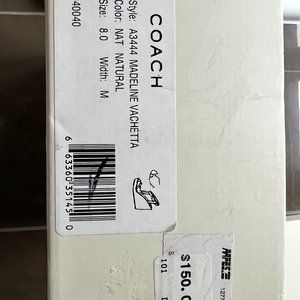 COACH
Style: A3444 MADELINE VACHETTA
Color: NAT NATURAL
Size: 8.0 Width: M
40040
6 63360 35145 0
$150.0
S
101